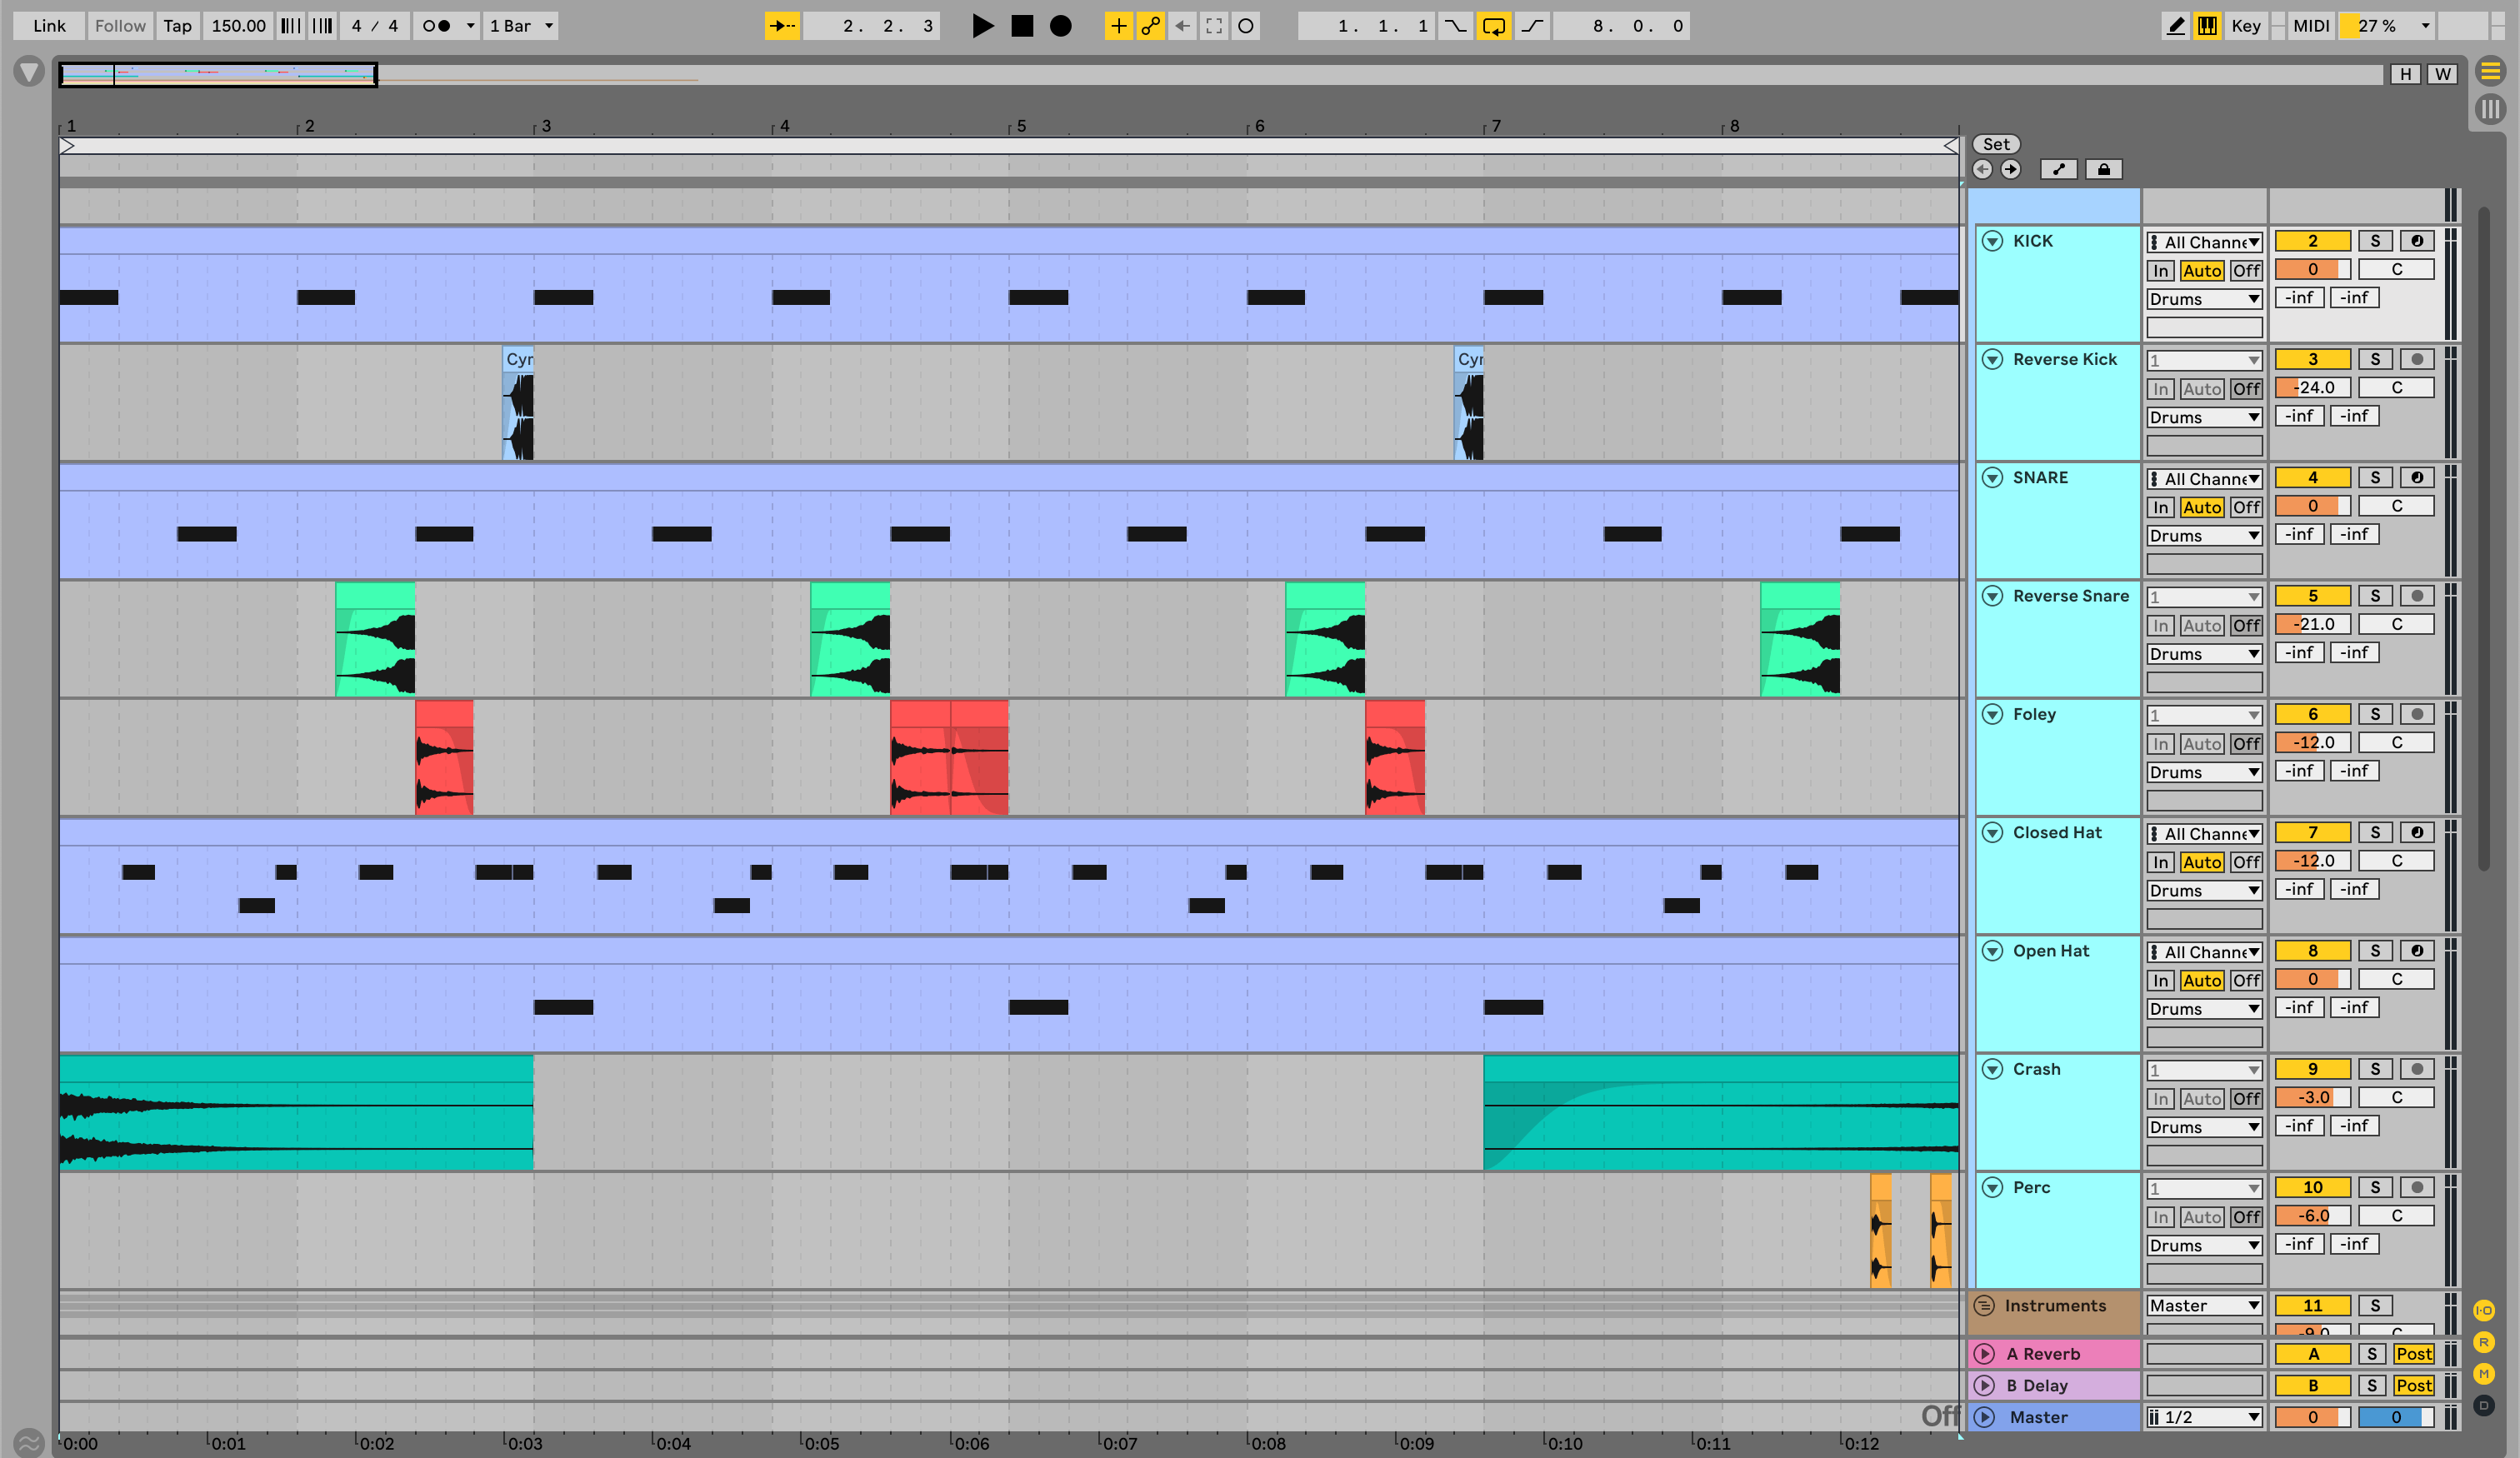 Link Follow Tap 150.00 4 / 4 1 Bar 2. 2. 3 1. 1. 1 8. 0. 0 Key MIDI 27 %
H W
1 2 3 4 5 6 7 8
Set
KICK All Channe 2 S
In Auto Off 0 C
Drums -inf -inf
Cyr Cyr Reverse Kick 1 3 S
In Auto Off -24.0 C
Drums -inf -inf
SNARE All Channe 4 S
In Auto Off 0 C
Drums -inf -inf
Reverse Snare 1 5 S
In Auto Off -21.0 C
Drums -inf -inf
Foley 1 6 S
In Auto Off -12.0 C
Drums -inf -inf
Closed Hat All Channe 7 S
In Auto Off -12.0 C
Drums -inf -inf
Open Hat All Channe 8 S
In Auto Off 0 C
Drums -inf -inf
Crash 1 9 S
In Auto Off -3.0 C
Drums -inf -inf
Perc 1 10 S
In Auto Off -6.0 C
Drums -inf -inf
Instruments Master 11 S I·O
-9.0 C
A Reverb A S Post R
B Delay B S Post M
Off Master 1/2 0 0 D
0:00 0:01 0:02 0:03 0:04 0:05 0:06 0:07 0:08 0:09 0:10 0:11 0:12